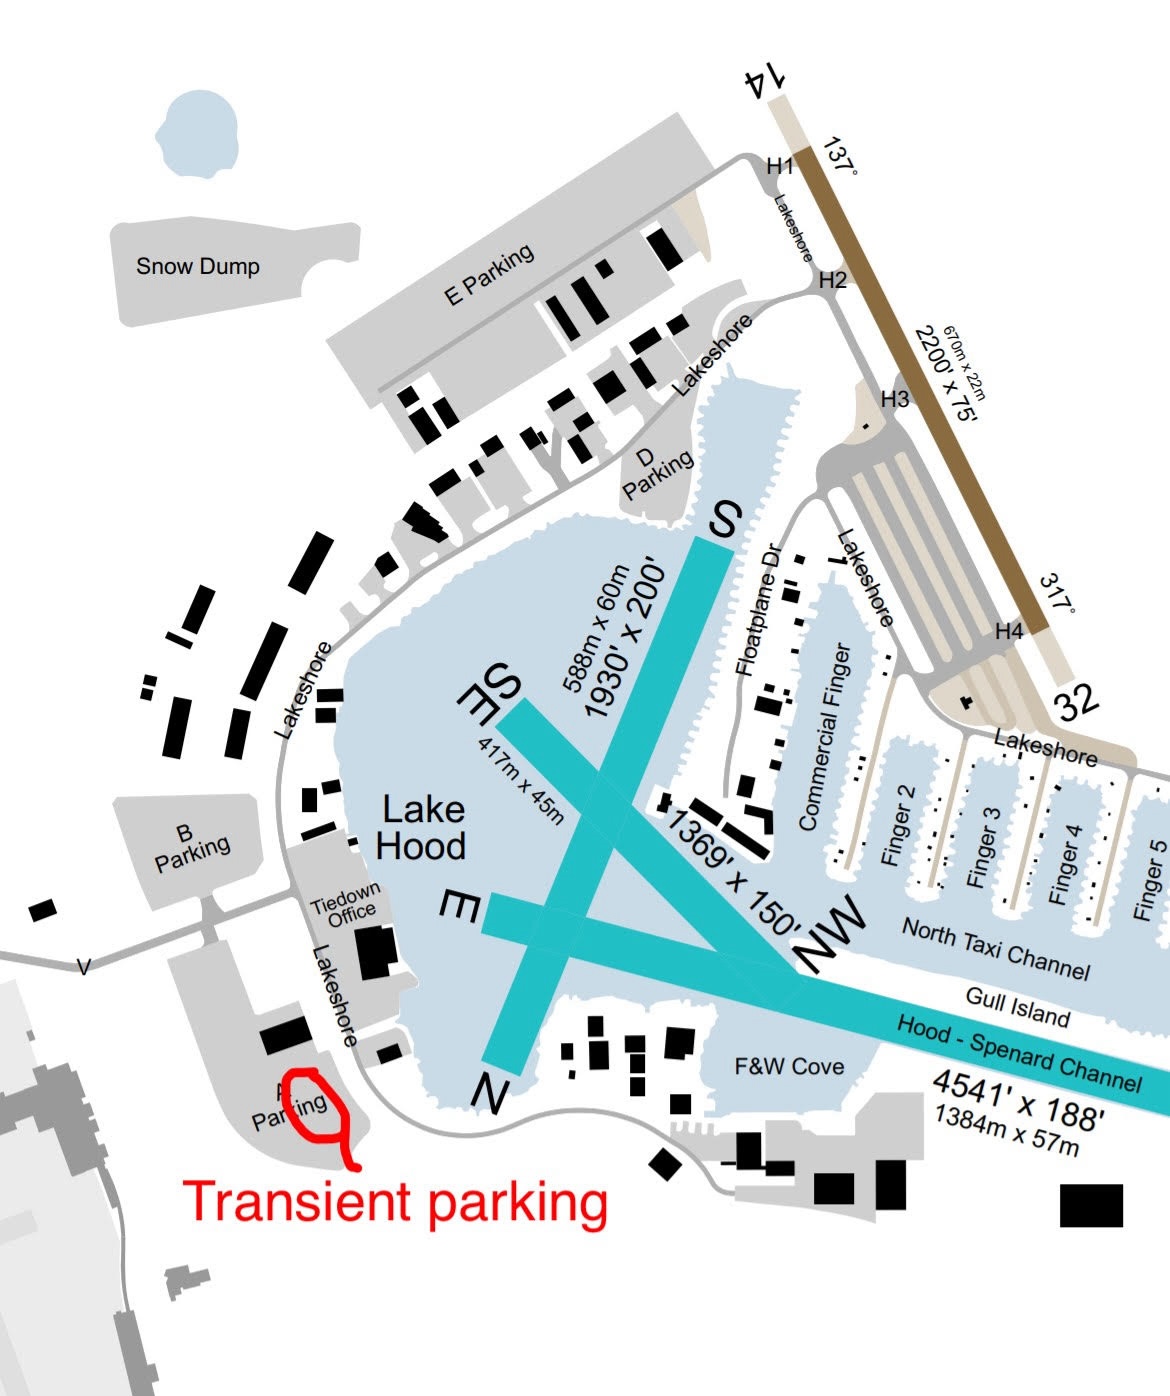 14
137°
H1
Lakeshore
Snow Dump
E Parking
H2
670m x 22m
2200' x 75'
Lakeshore
H3
D
Parking
S
588m x 60m
1930' x 200'
Floatplane Dr
Lakeshore
317°
H4
32
Lakeshore
Lakeshore
SE
417m x 45m
Commercial Finger
Finger 2
Finger 3
Finger 4
Finger 5
Lake
Hood
B
Parking
1369' x 150'
Tiedown
Office
E
NW
North Taxi Channel
V
Lakeshore
Gull Island
Hood - Spenard Channel
F&W Cove
N
4541' x 188'
1384m x 57m
A
Parking
Transient parking